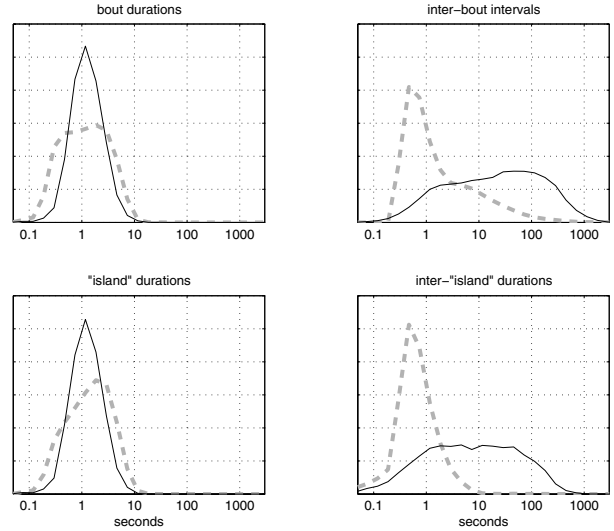 bout durations
inter-bout intervals
0.1 1 10 100 1000
0.1 1 10 100 1000
"island" durations
inter-"island" durations
0.1 1 10 100 1000
0.1 1 10 100 1000
seconds
seconds